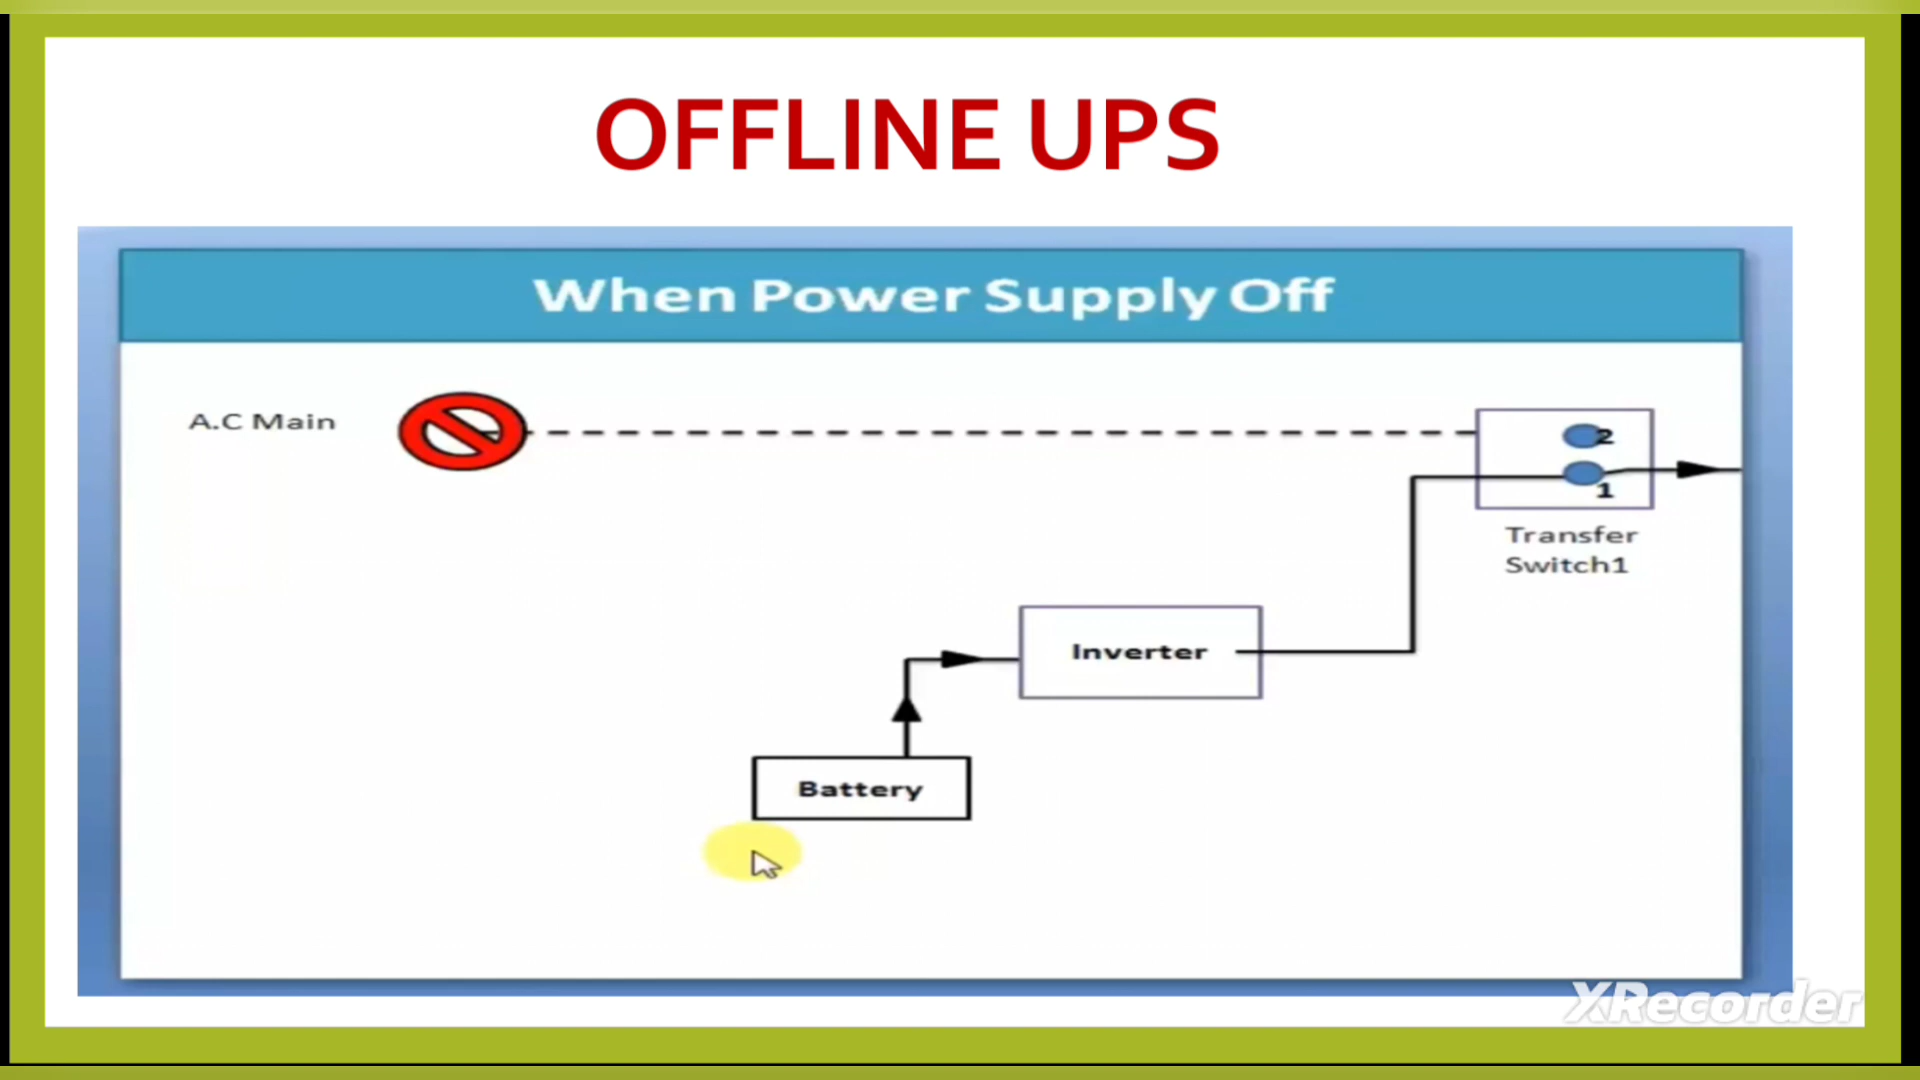 OFFLINE UPS
When Power Supply Off
A.C Main
2
1
Transfer
Switch1
Inverter
Battery
XRecorder